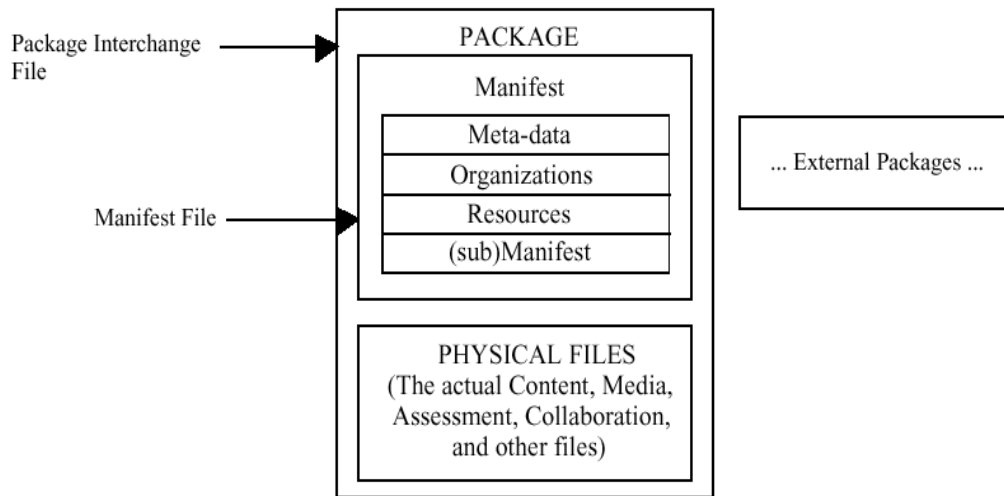 Package Interchange
File
PACKAGE
Manifest
Meta-data
Organizations
Resources
(sub)Manifest
Manifest File
... External Packages ...
PHYSICAL FILES
(The actual Content, Media,
Assessment, Collaboration,
and other files)